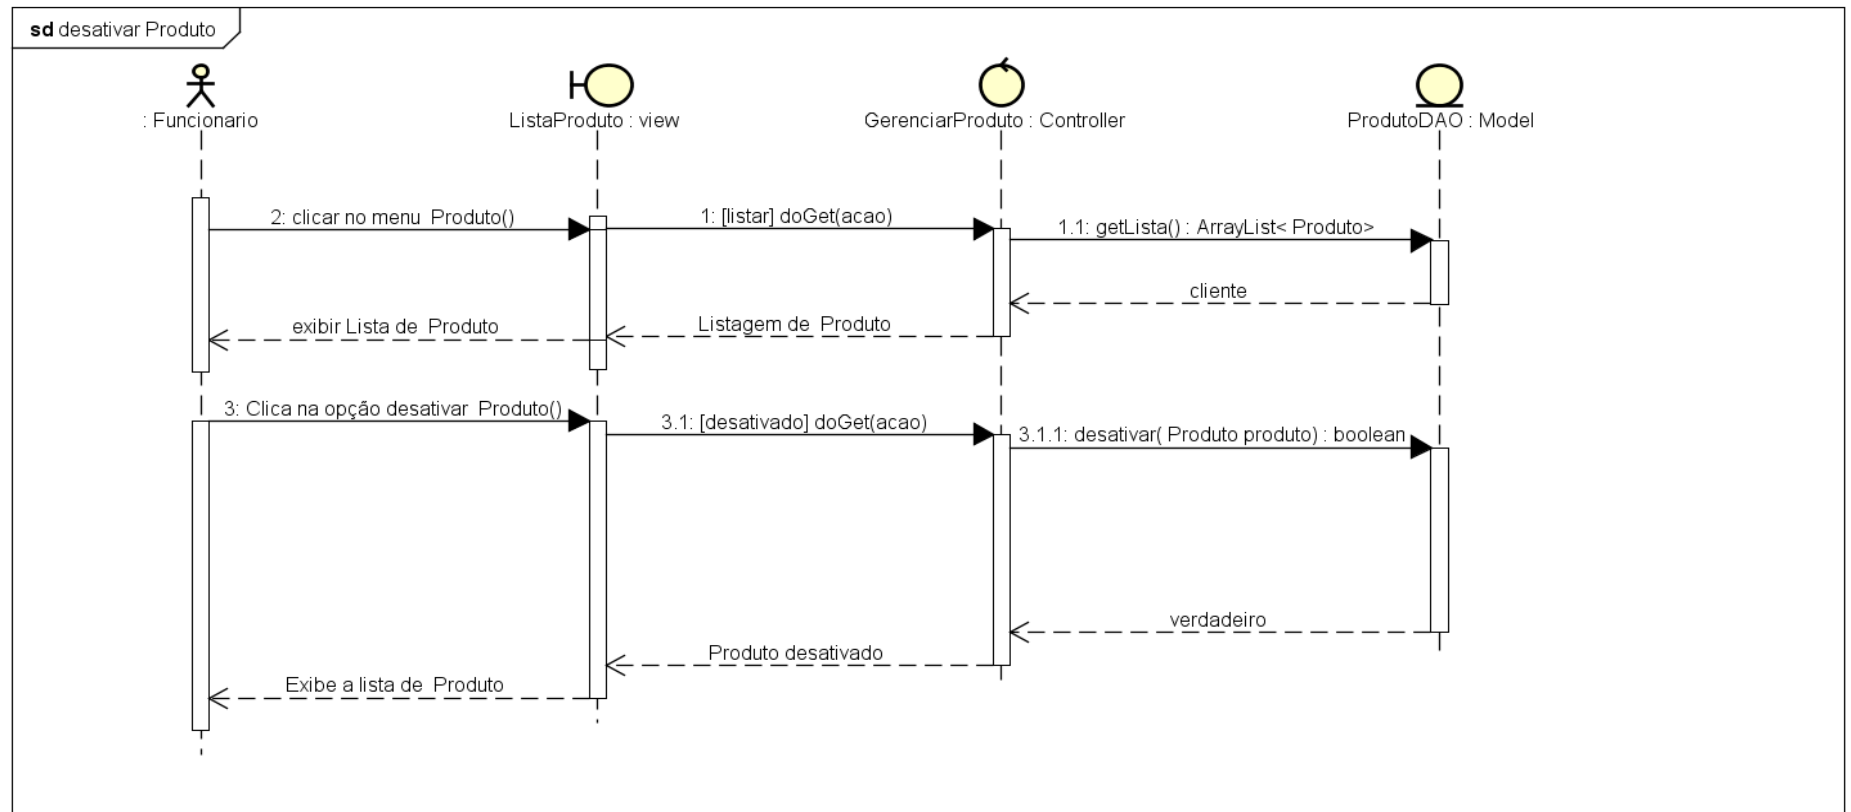 sd desativar Produto
: Funcionario
ListaProduto : view
GerenciarProduto : Controller
ProdutoDAO : Model
2: clicar no menu  Produto()
1: [listar] doGet(acao)
1.1: getLista() : ArrayList< Produto>
cliente
Listagem de  Produto
exibir Lista de  Produto
3: Clica na opção desativar  Produto()
3.1: [desativado] doGet(acao)
3.1.1: desativar( Produto produto) : boolean
verdadeiro
Produto desativado
Exibe a lista de  Produto